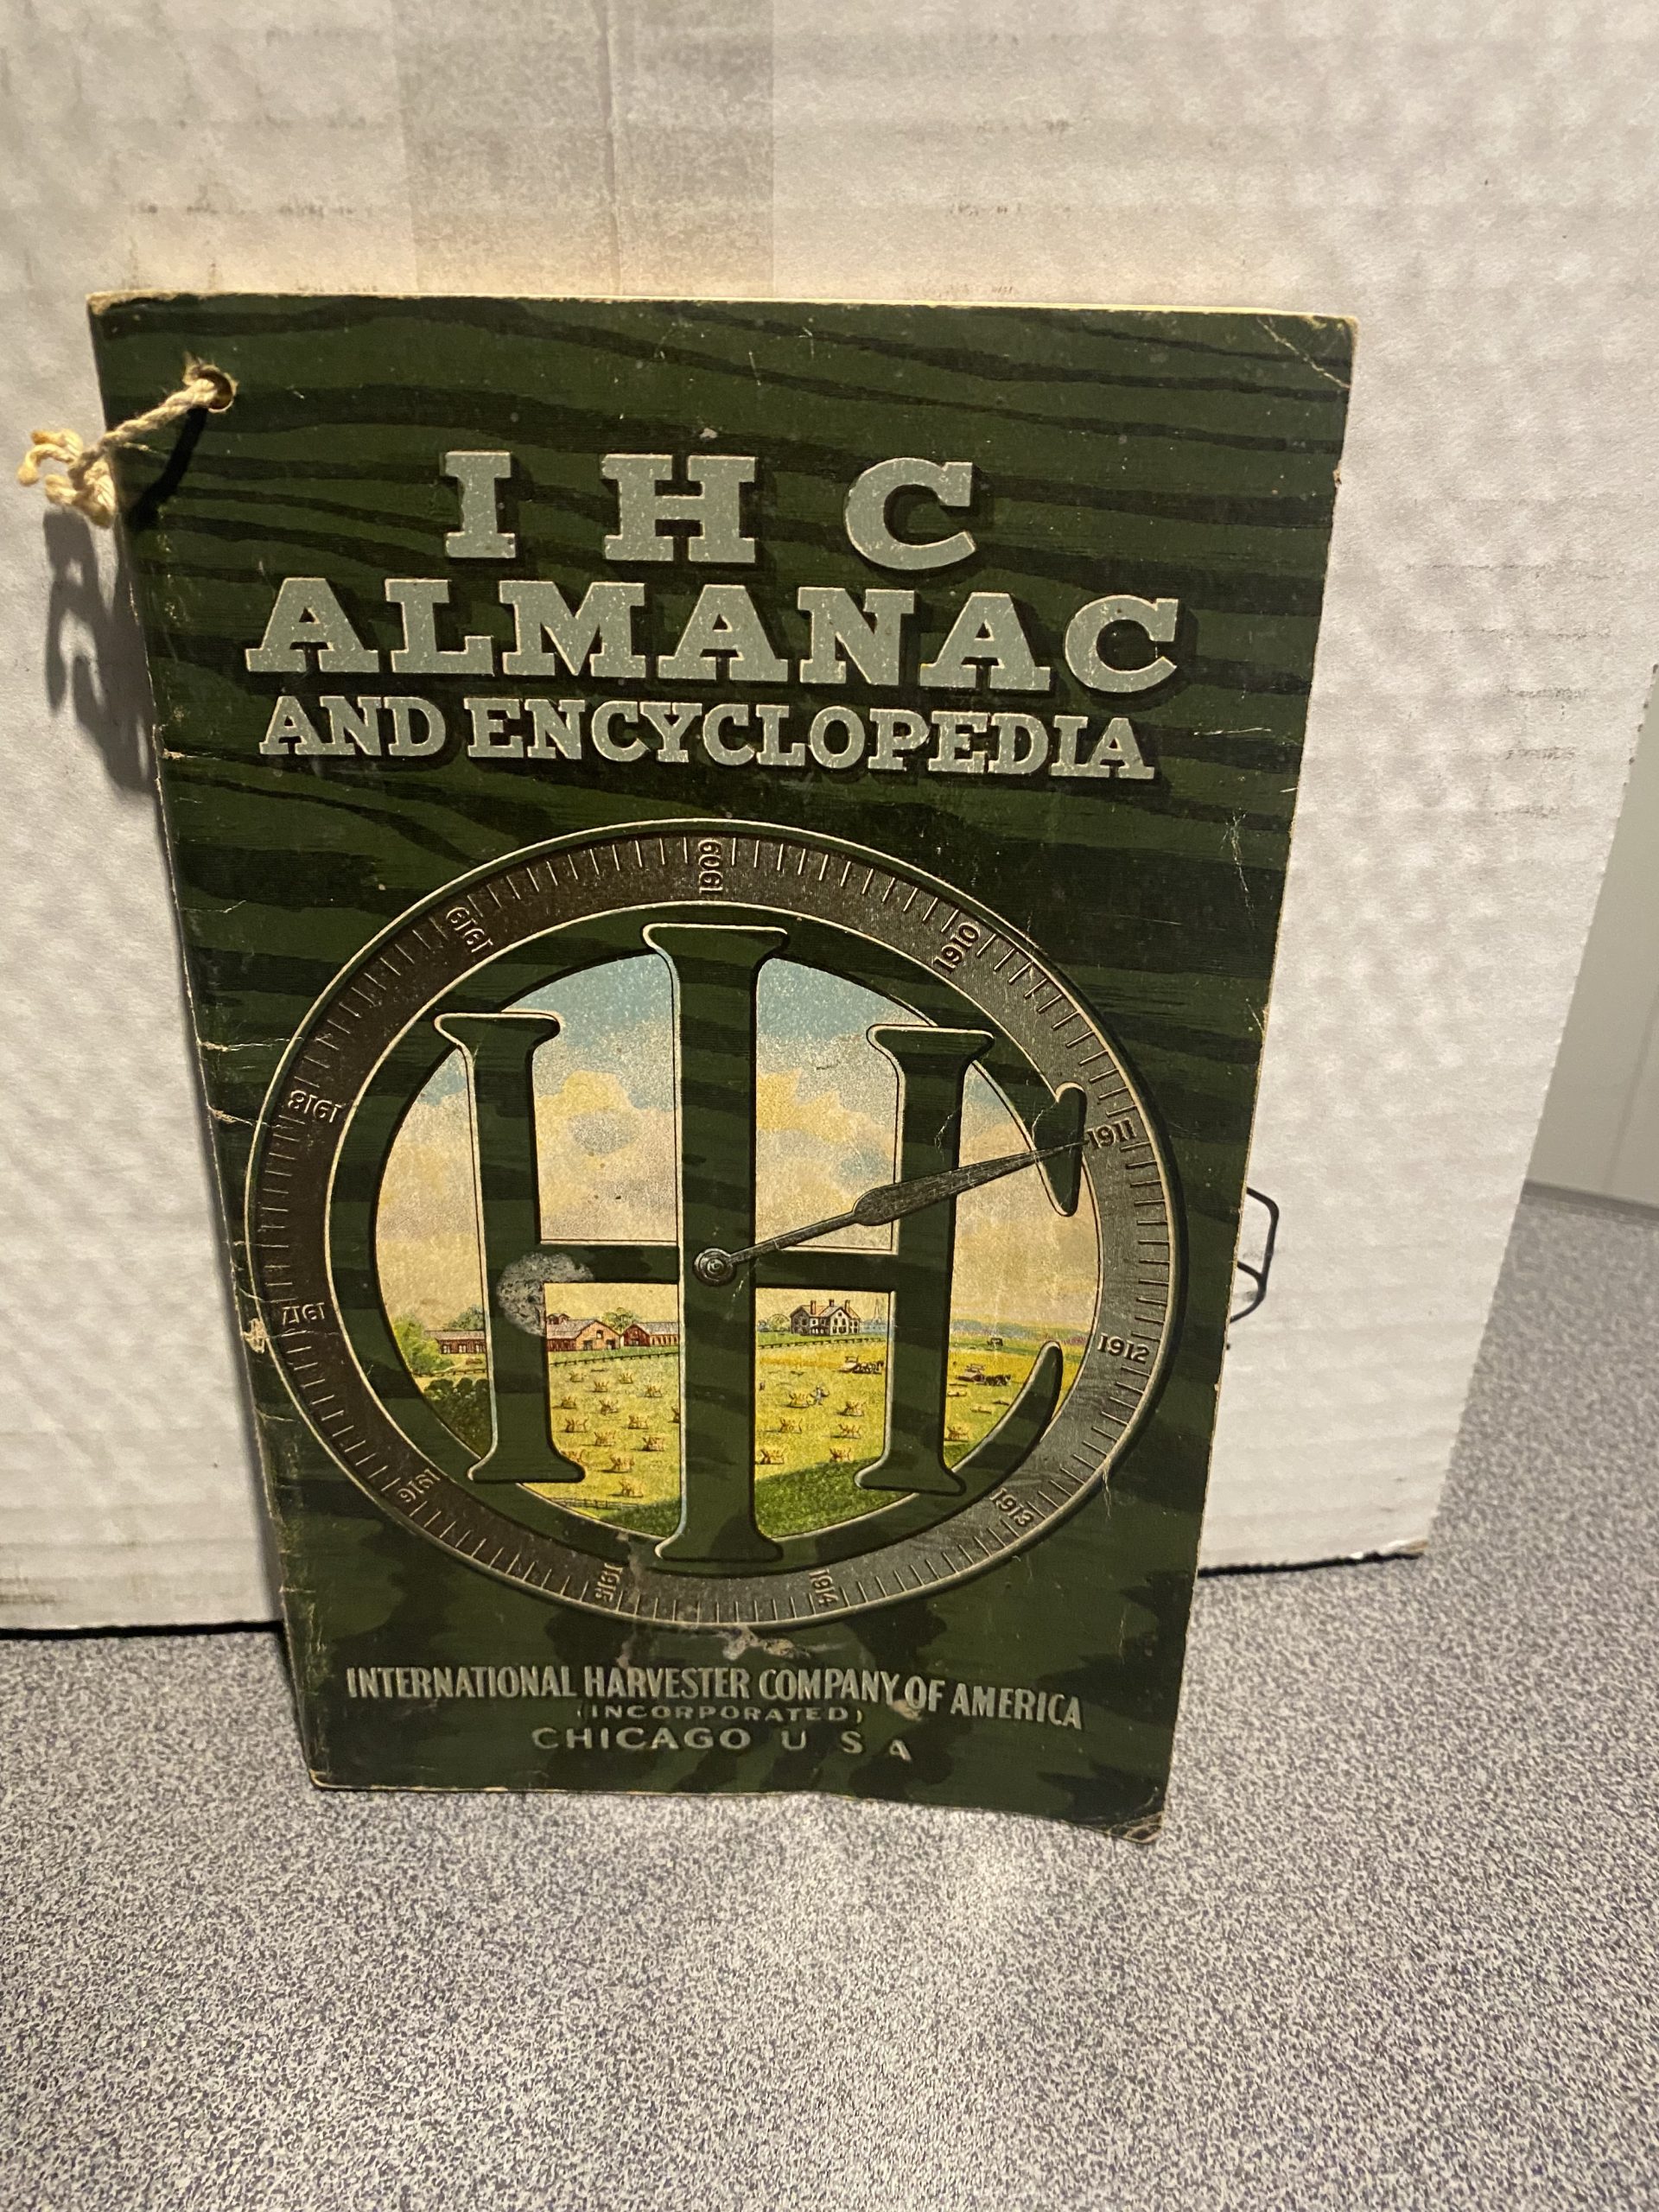 I H C
ALMANAC
AND ENCYCLOPEDIA
1909
1910
1911
1912
1913
1914
1915
1916
1917
1918
1919
IHC
INTERNATIONAL HARVESTER COMPANY OF AMERICA
(INCORPORATED)
CHICAGO U S A